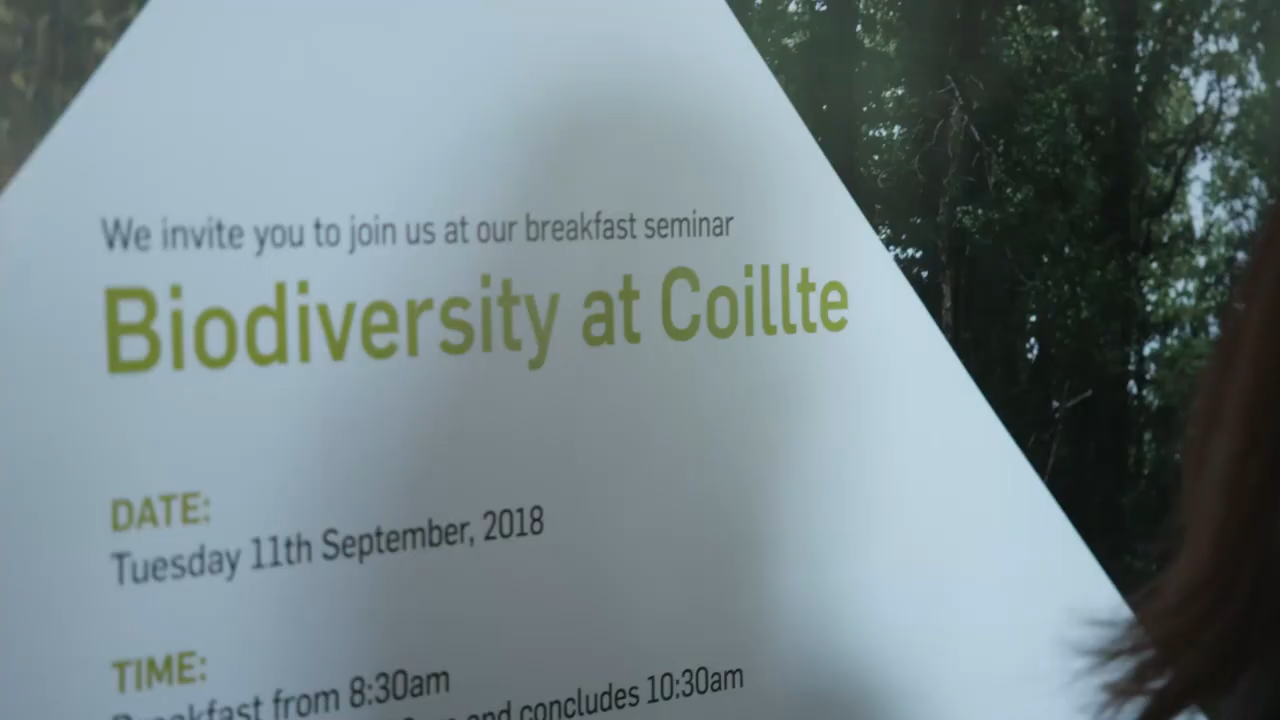 We invite you to join us at our breakfast seminar
Biodiversity at Coillte
DATE:
Tuesday 11th September, 2018
TIME:
Breakfast from 8:30am
and concludes 10:30am